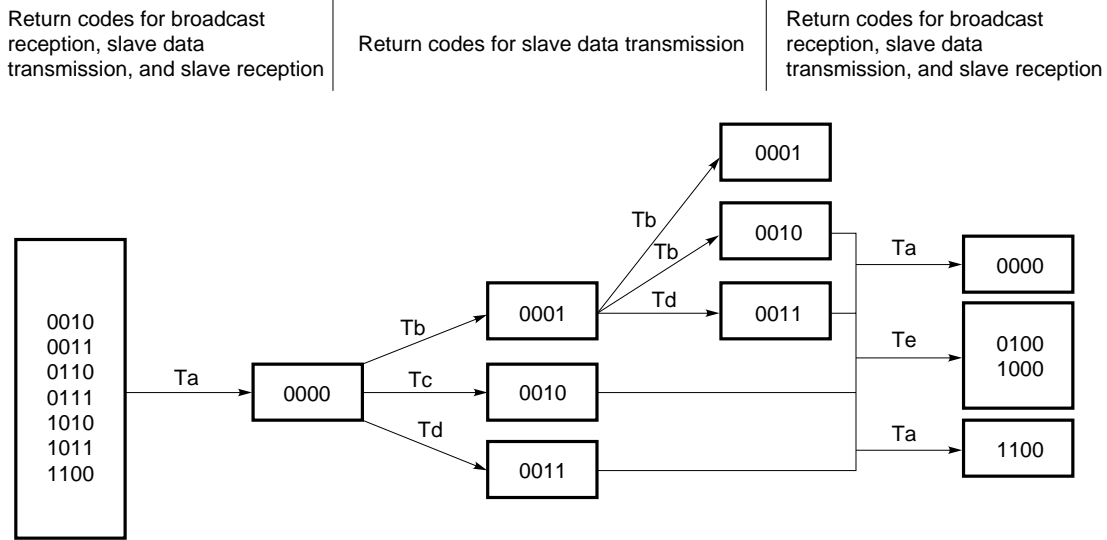 Return codes for broadcast
reception, slave data
transmission, and slave reception
Return codes for slave data transmission
Return codes for broadcast
reception, slave data
transmission, and slave reception
0010
0011
0110
0111
1010
1011
1100
Ta
0000
Tb
Tc
Td
0001
0010
0011
Tb
Tb
Td
0001
0010
0011
Ta
Te
Ta
0000
0100
1000
1100